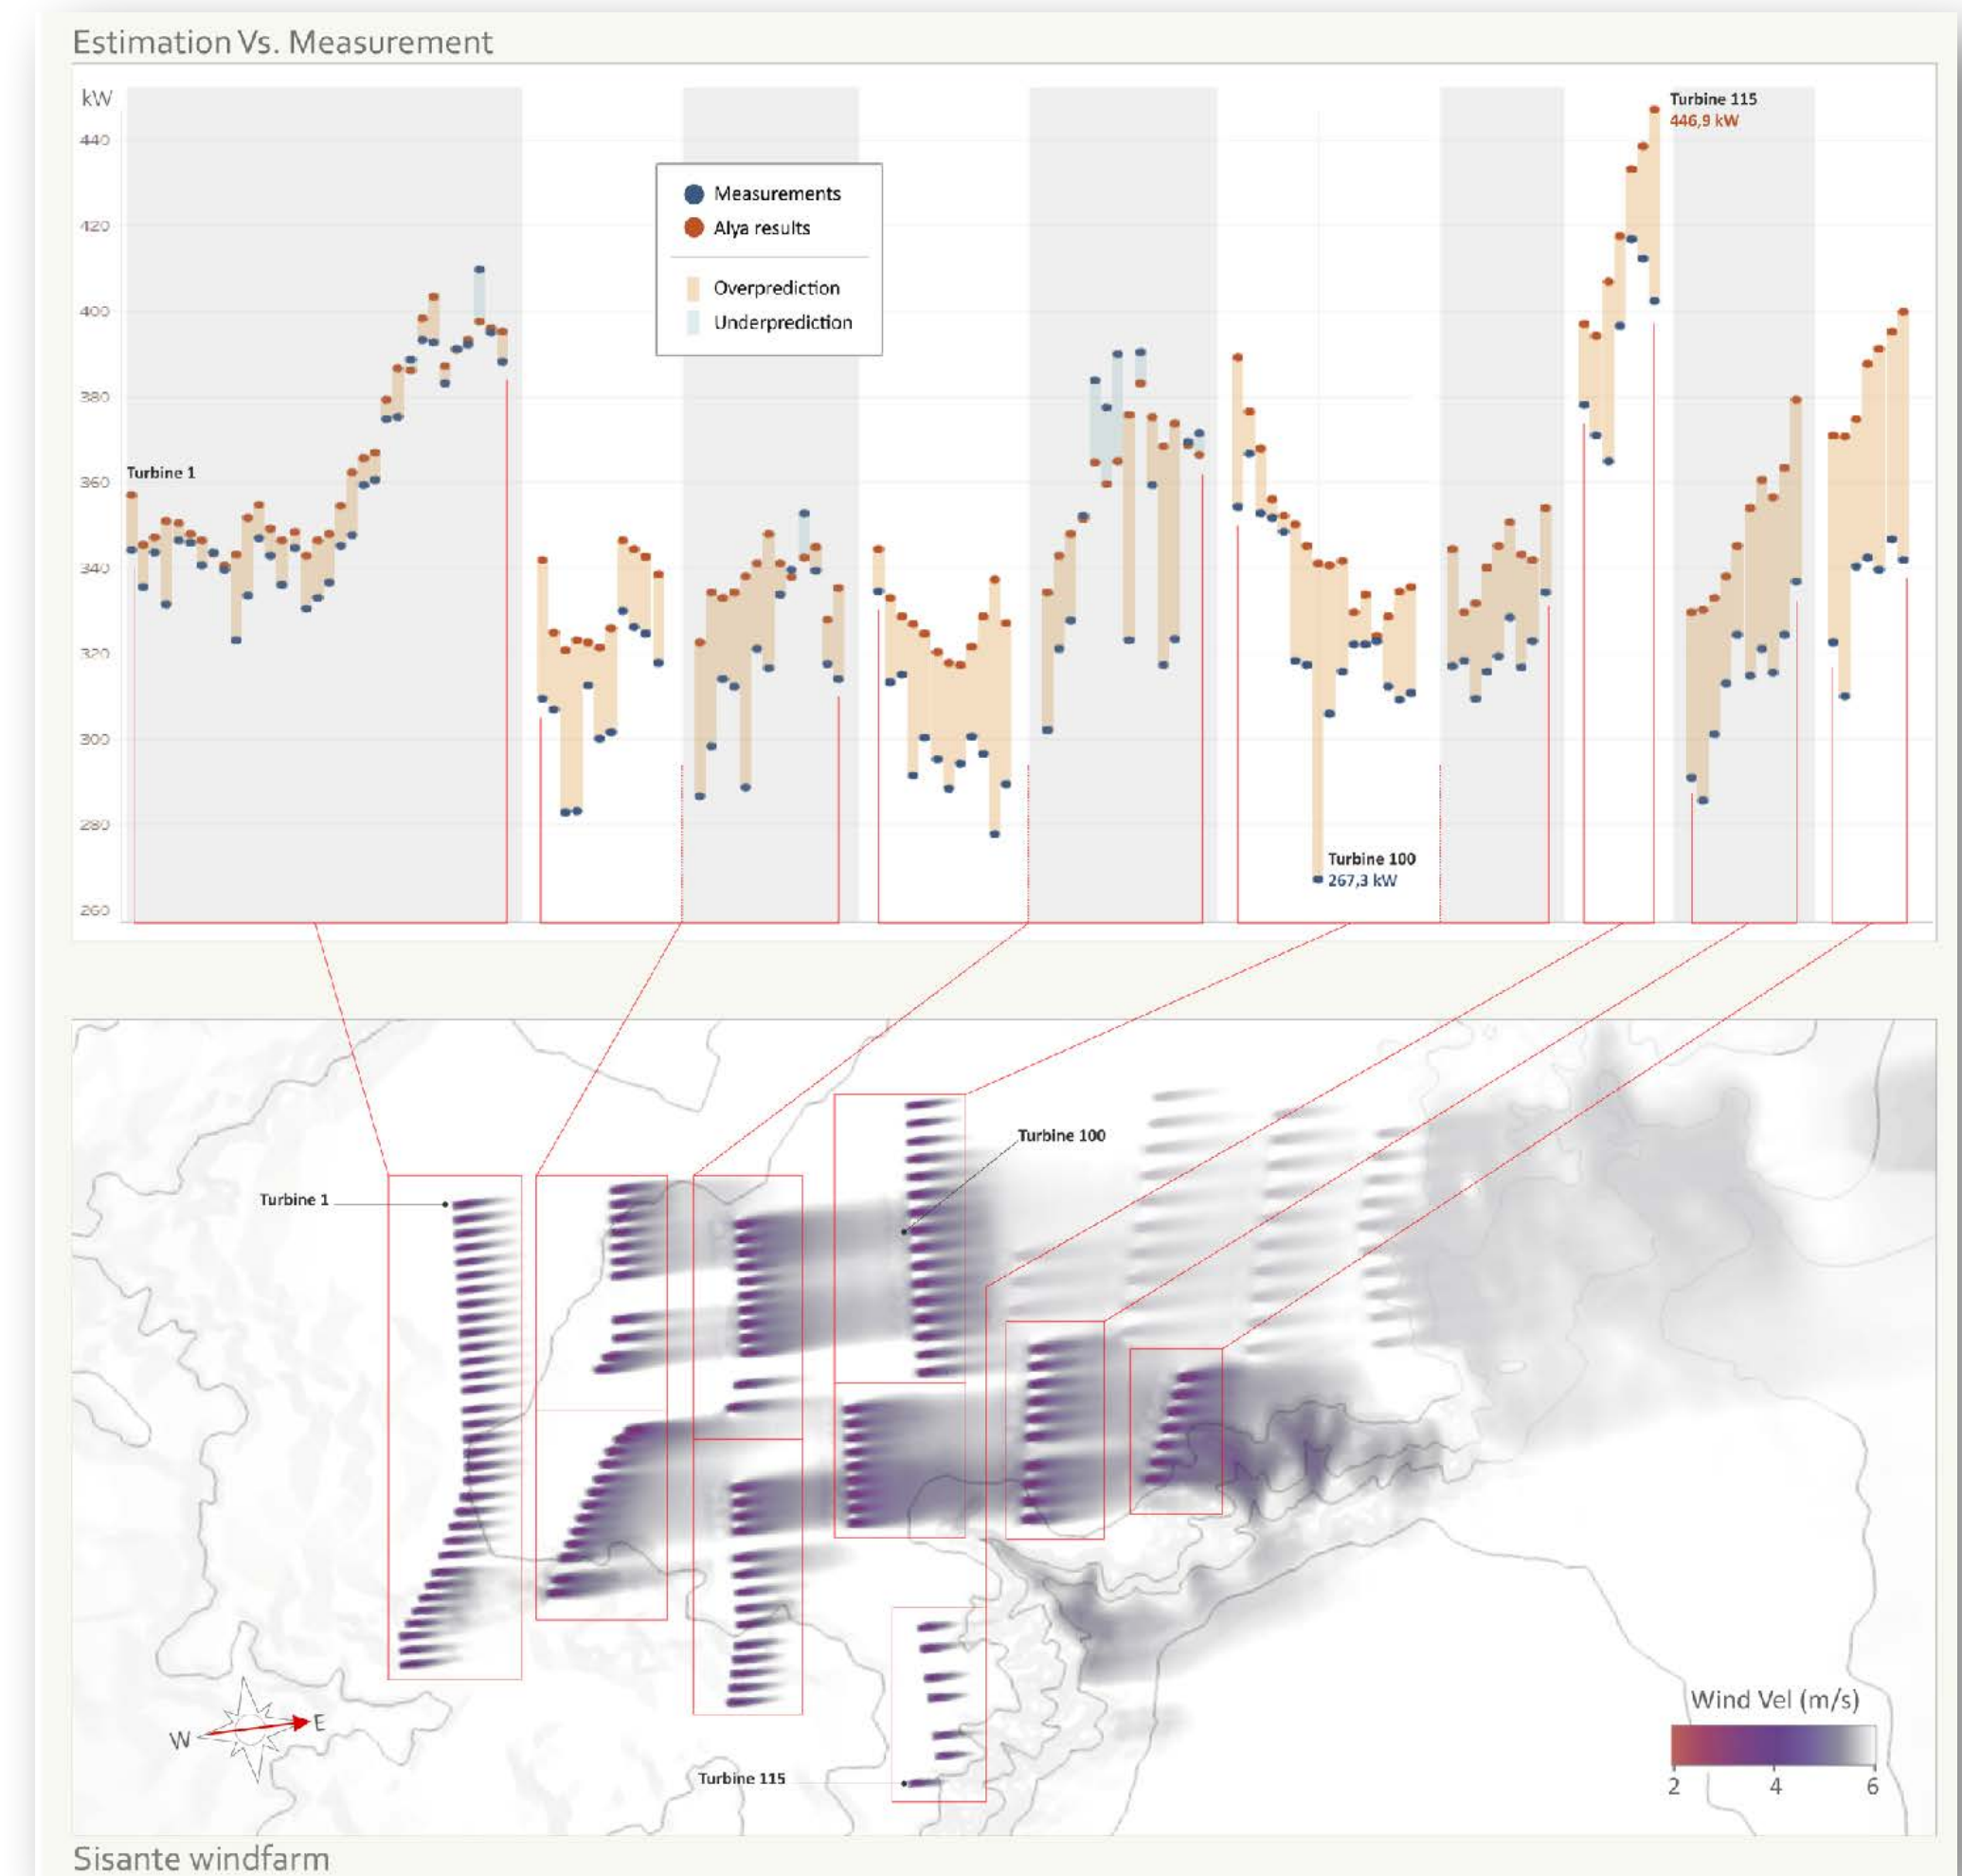 Estimation Vs. Measurement
kW
440
420
400
380
360
340
320
300
280
260
Turbine 1
Measurements
Alya results
Overprediction
Underprediction
Turbine 115
446,9 kW
Turbine 100
267,3 kW
Turbine 100
Turbine 1
Turbine 115
W
E
Wind Vel (m/s)
2 4 6
Sisante windfarm